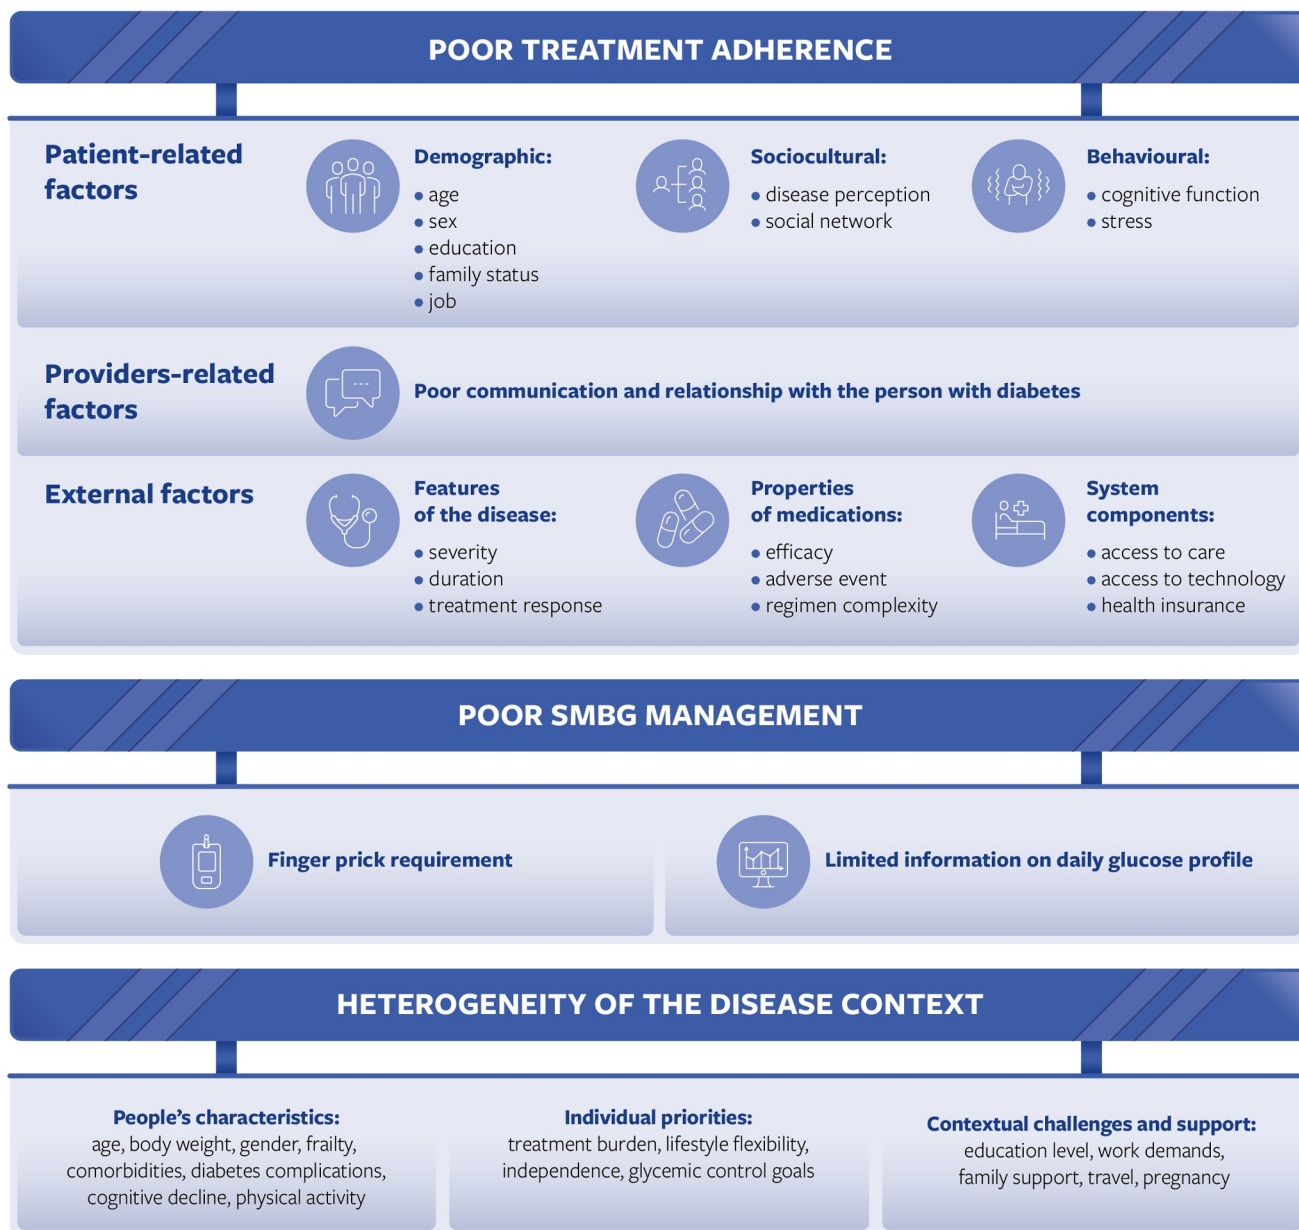 POOR TREATMENT ADHERENCE
Patient-related
factors
Demographic:
• age
• sex
• education
• family status
• job
Sociocultural:
• disease perception
• social network
Behavioural:
• cognitive function
• stress
Providers-related
factors
Poor communication and relationship with the person with diabetes
External factors
Features
of the disease:
• severity
• duration
• treatment response
Properties
of medications:
• efficacy
• adverse event
• regimen complexity
System
components:
• access to care
• access to technology
• health insurance
POOR SMBG MANAGEMENT
Finger prick requirement
Limited information on daily glucose profile
HETEROGENEITY OF THE DISEASE CONTEXT
People's characteristics:
age, body weight, gender, frailty,
comorbidities, diabetes complications,
cognitive decline, physical activity
Individual priorities:
treatment burden, lifestyle flexibility,
independence, glycemic control goals
Contextual challenges and support:
education level, work demands,
family support, travel, pregnancy